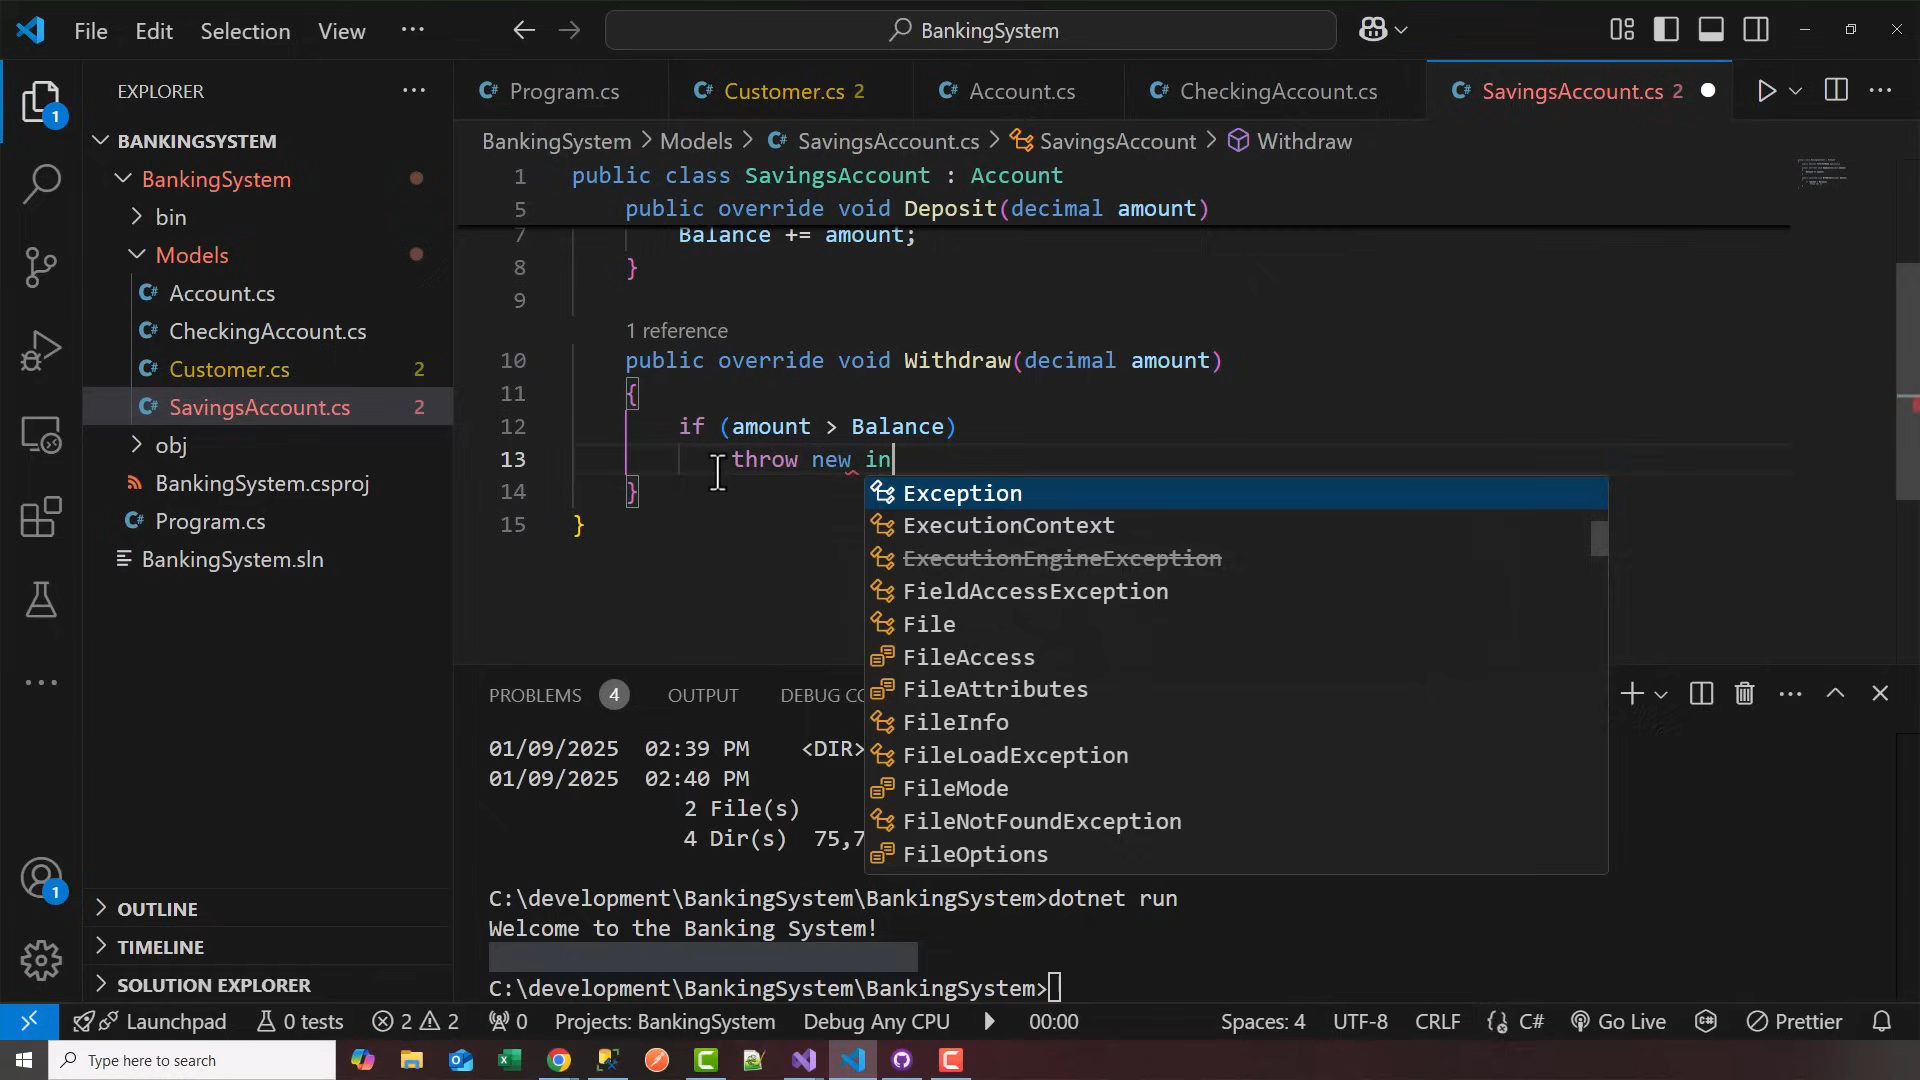 File Edit Selection View ··· BankingSystem
EXPLORER ···
Program.cs Customer.cs 2 Account.cs CheckingAccount.cs SavingsAccount.cs 2
BankingSystem > Models > SavingsAccount.cs > SavingsAccount > Withdraw
BANKINGSYSTEM
BankingSystem
bin
Models
Account.cs
CheckingAccount.cs
Customer.cs 2
SavingsAccount.cs 2
obj
BankingSystem.csproj
Program.cs
BankingSystem.sln
OUTLINE
TIMELINE
SOLUTION EXPLORER
1
1
1 public class SavingsAccount : Account
5 public override void Deposit(decimal amount)
7 Balance += amount;
8 }
9
1 reference
10 public override void Withdraw(decimal amount)
11 {
12 if (amount > Balance)
13 throw new in
14 }
15 }
Exception
ExecutionContext
ExecutionEngineException
FieldAccessException
File
FileAccess
FileAttributes
FileInfo
FileLoadException
FileMode
FileNotFoundException
FileOptions
PROBLEMS 4 OUTPUT DEBUG CO
01/09/2025 02:39 PM <DIR>
01/09/2025 02:40 PM
2 File(s)
4 Dir(s) 75,7
C:\development\BankingSystem\BankingSystem>dotnet run
Welcome to the Banking System!
C:\development\BankingSystem\BankingSystem>
Launchpad 0 tests 2 2 0 Projects: BankingSystem Debug Any CPU 00:00 Spaces: 4 UTF-8 CRLF {} C# Go Live Prettier
Type here to search